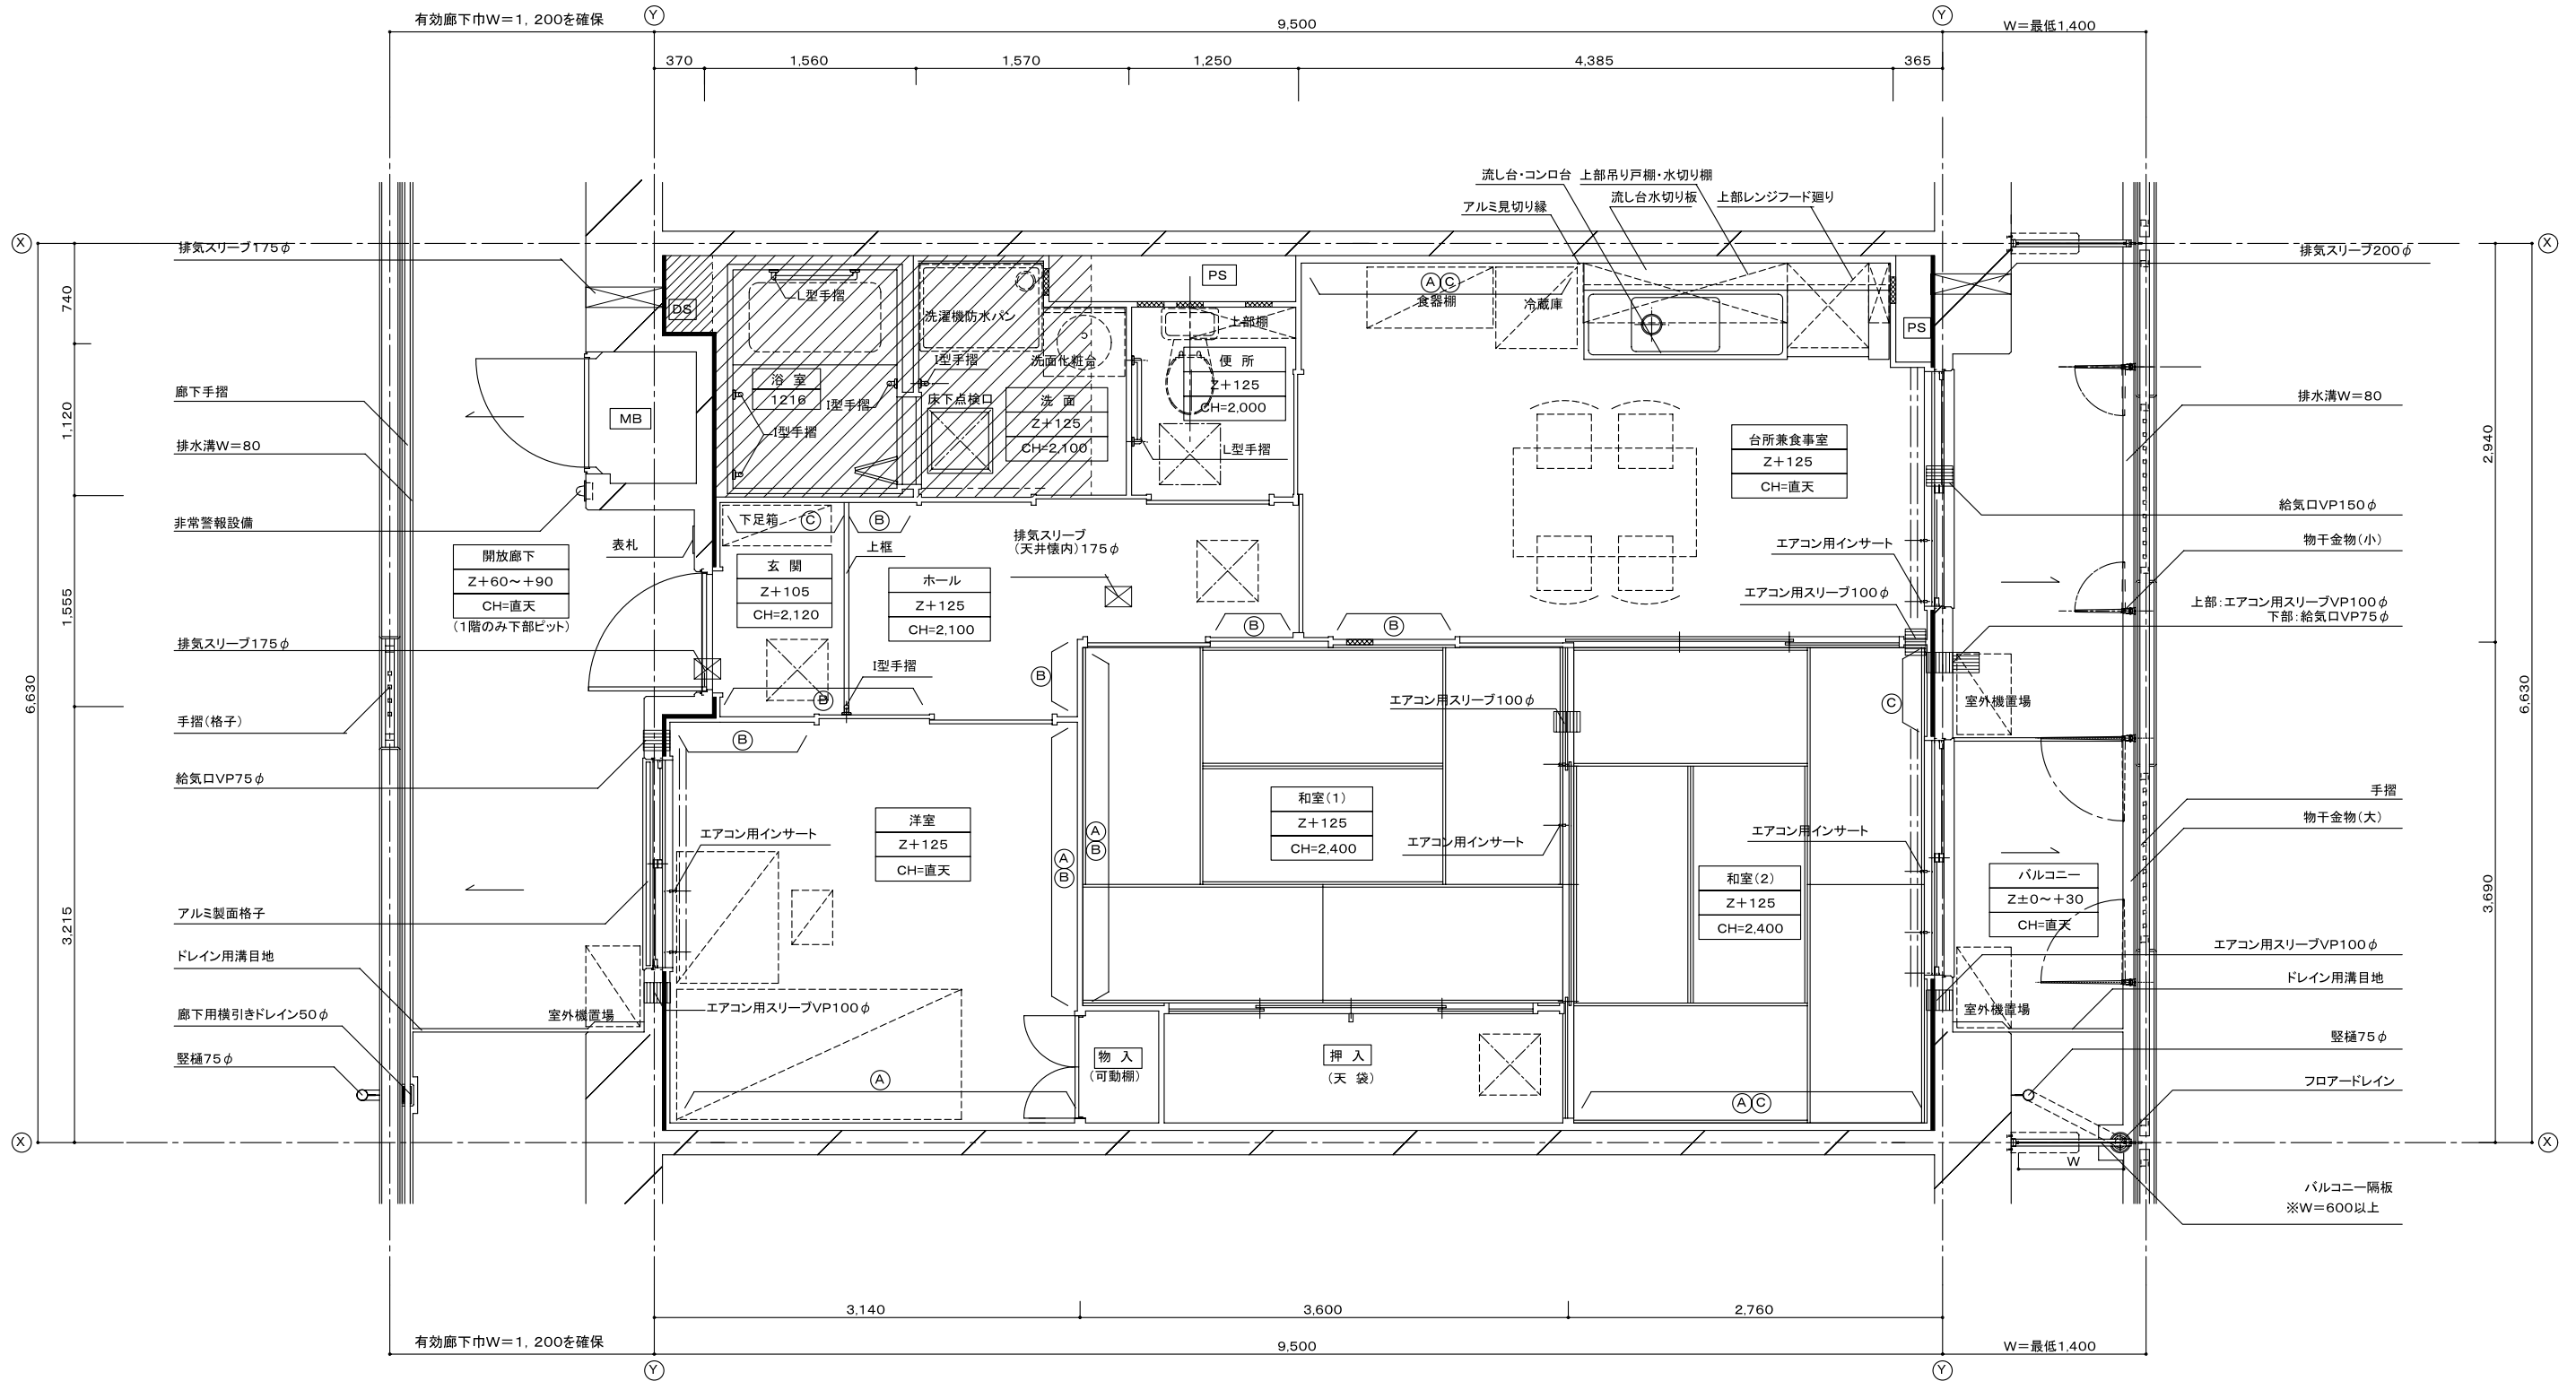 有効廊下巾W=1,200を確保
Y
9,500
Y
W=最低1,400
370
1,560
1,570
1,250
4,385
365
流し台・コンロ台
上部吊り戸棚・水切り棚
アルミ見切り縁
流し台水切り板
上部レンジフード廻り
X
X
排気スリーブ175φ
排気スリーブ200φ
740
1,120
1,555
3,215
6,630
2,940
3,690
6,630
廊下手摺
排水溝W=80
非常警報設備
排気スリーブ175φ
手摺(格子)
給気口VP75φ
アルミ製面格子
ドレイン用溝目地
廊下用横引きドレイン50φ
竪樋75φ
開放廊下
Z+60~+90
CH=直天
(1階のみ下部ピット)
MB
表札
DS
L型手摺
浴 室
1216
I型手摺
I型手摺
洗濯機防水パン
I型手摺
床下点検口
洗面化粧台
洗 面
Z+125
CH=2,100
PS
上部棚
便 所
Z+125
CH=2,000
L型手摺
A C
食器棚
冷蔵庫
PS
台所兼食事室
Z+125
CH=直天
下足箱
C
B
上框
玄 関
Z+105
CH=2,120
ホール
Z+125
CH=2,100
排気スリーブ
(天井懐内)175φ
I型手摺
B
B
B
B
B
エアコン用インサート
エアコン用スリーブ100φ
エアコン用スリーブ100φ
C
洋室
Z+125
CH=直天
エアコン用インサート
エアコン用スリーブVP100φ
室外機置場
A
B
A
B
A
和室(1)
Z+125
CH=2,400
エアコン用インサート
エアコン用インサート
和室(2)
Z+125
CH=2,400
物 入
(可動棚)
押 入
(天 袋)
A C
排水溝W=80
給気口VP150φ
物干金物(小)
上部:エアコン用スリーブVP100φ
下部:給気口VP75φ
室外機置場
手摺
物干金物(大)
バルコニー
Z±0~+30
CH=直天
エアコン用スリーブVP100φ
ドレイン用溝目地
室外機置場
竪樋75φ
フロアードレイン
X
X
W
バルコニー隔板
※W=600以上
3,140
3,600
2,760
有効廊下巾W=1,200を確保
9,500
W=最低1,400
Y
Y